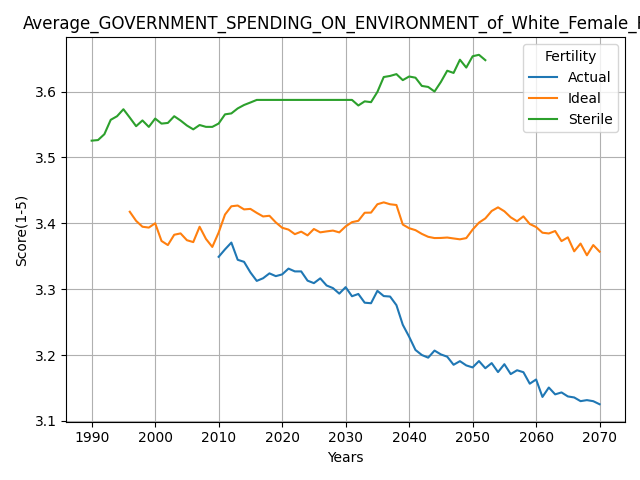 Average_GOVERNMENT_SPENDING_ON_ENVIRONMENT_of_White_Female_
Fertility
Actual
Ideal
Sterile
Score(1-5)
3.6
3.5
3.4
3.3
3.2
3.1
1990 2000 2010 2020 2030 2040 2050 2060 2070
Years